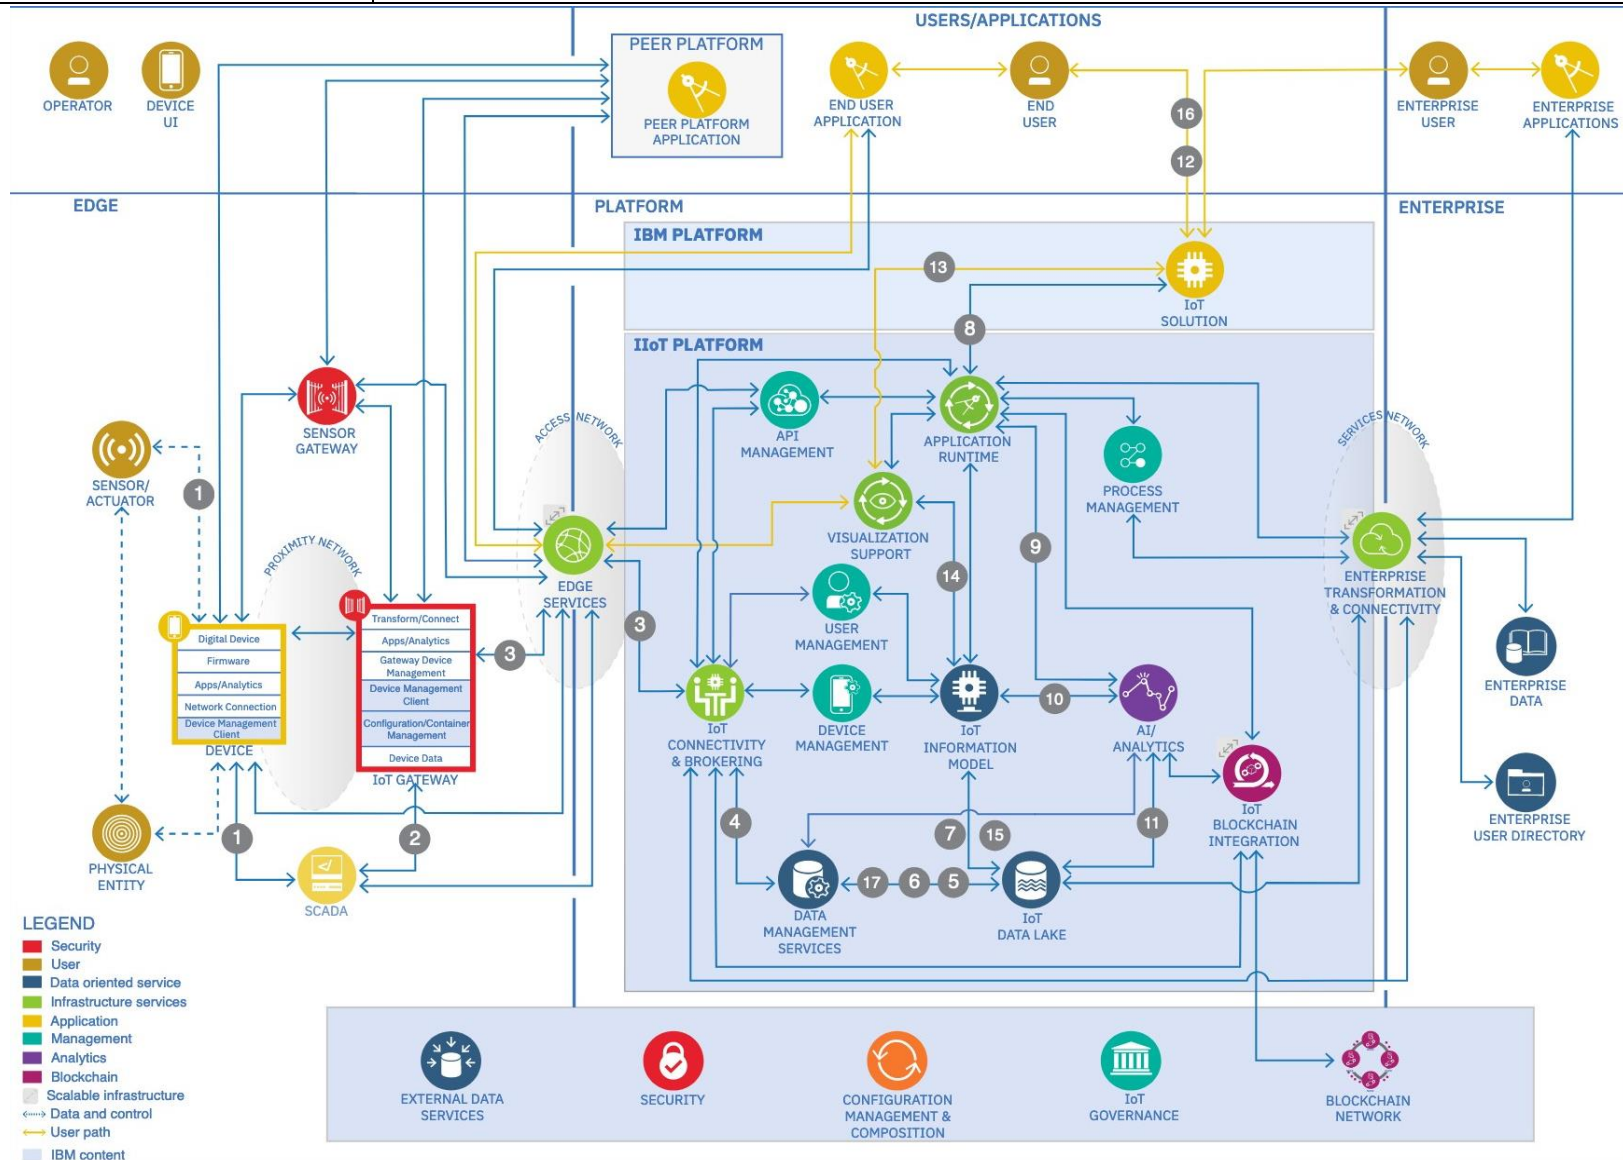 USERS/APPLICATIONS
OPERATOR
DEVICE
UI
PEER PLATFORM
PEER PLATFORM
APPLICATION
END USER
APPLICATION
END
USER
16
12
ENTERPRISE
USER
ENTERPRISE
APPLICATIONS
EDGE
PLATFORM
ENTERPRISE
IBM PLATFORM
13
IoT
SOLUTION
8
IIoT PLATFORM
SENSOR
GATEWAY
ACCESS NETWORK
API
MANAGEMENT
APPLICATION
RUNTIME
PROCESS
MANAGEMENT
SERVICES NETWORK
SENSOR/
ACTUATOR
1
PROXIMITY NETWORK
EDGE
SERVICES
VISUALIZATION
SUPPORT
9
14
ENTERPRISE
TRANSFORMATION
& CONNECTIVITY
Digital Device
Firmware
Apps/Analytics
Network Connection
Device Management
Client
DEVICE
Transform/Connect
Apps/Analytics
Gateway Device
Management
Device Management
Client
Configuration/Container
Management
Device Data
IoT GATEWAY
3
3
USER
MANAGEMENT
IoT
CONNECTIVITY
& BROKERING
DEVICE
MANAGEMENT
IoT
INFORMATION
MODEL
10
AI/
ANALYTICS
ENTERPRISE
DATA
IoT
BLOCKCHAIN
INTEGRATION
ENTERPRISE
USER DIRECTORY
PHYSICAL
ENTITY
1
2
</>
SCADA
4
7
15
11
17
6
5
DATA
MANAGEMENT
SERVICES
IoT
DATA LAKE
LEGEND
Security
User
Data oriented service
Infrastructure services
Application
Management
Analytics
Blockchain
Scalable infrastructure
Data and control
User path
IBM content
EXTERNAL DATA
SERVICES
SECURITY
CONFIGURATION
MANAGEMENT &
COMPOSITION
IoT
GOVERNANCE
BLOCKCHAIN
NETWORK